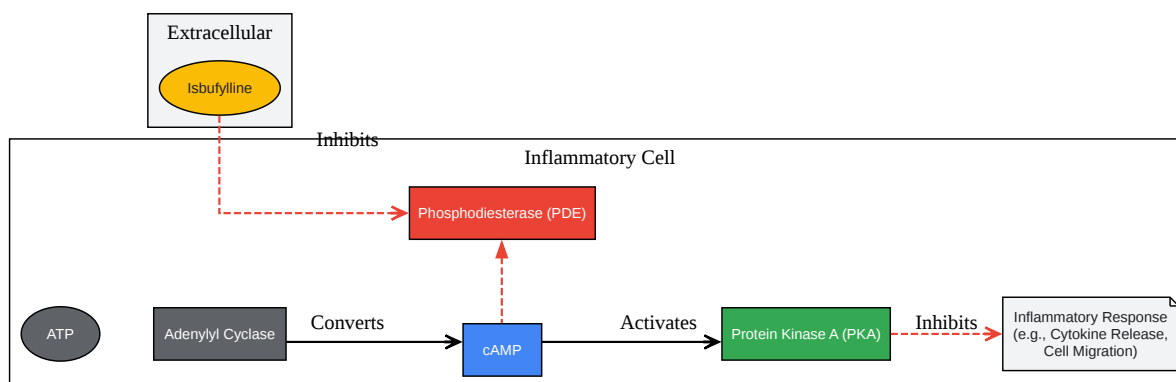 Extracellular
Isbufylline
Inhibits
Inflammatory Cell
Phosphodiesterase (PDE)
ATP
Adenylyl Cyclase
Converts
cAMP
Activates
Protein Kinase A (PKA)
Inhibits
Inflammatory Response
(e.g., Cytokine Release,
Cell Migration)